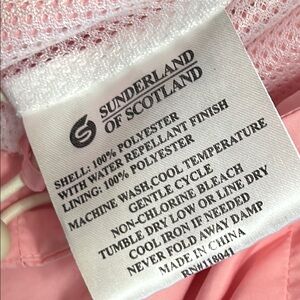 SUNDERLAND
OF SCOTLAND
SHELL: 100% POLYESTER
WITH WATER REPELLANT FINISH
LINING: 100% POLYESTER
MACHINE WASH,COOL TEMPERATURE
GENTLE CYCLE
NON-CHLORINE BLEACH
TUMBLE DRY LOW OR LINE DRY
COOL IRON IF NEEDED
NEVER FOLD AWAY DAMP
MADE IN CHINA
RN#118041